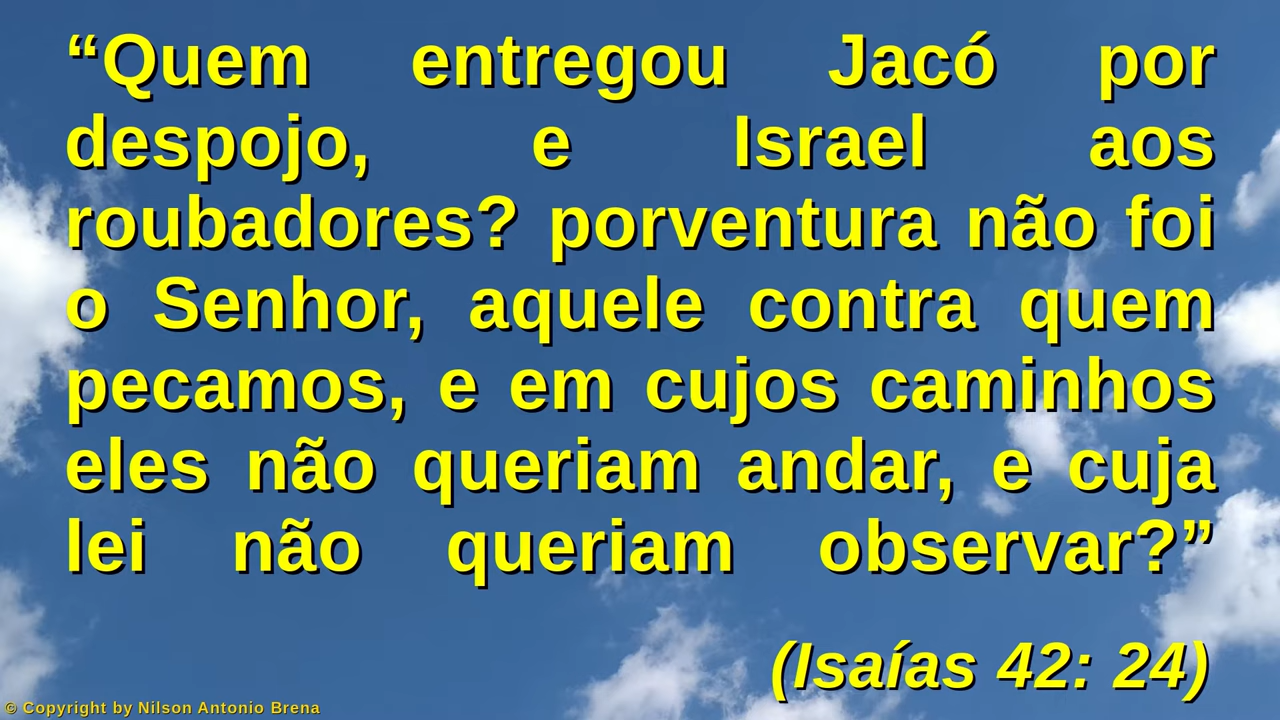 “Quem entregou Jacó por
despojo, e Israel aos
roubadores? porventura não foi
o Senhor, aquele contra quem
pecamos, e em cujos caminhos
eles não queriam andar, e cuja
lei não queriam observar?”
(Isaías 42: 24)
© Copyright by Nilson Antonio Brena